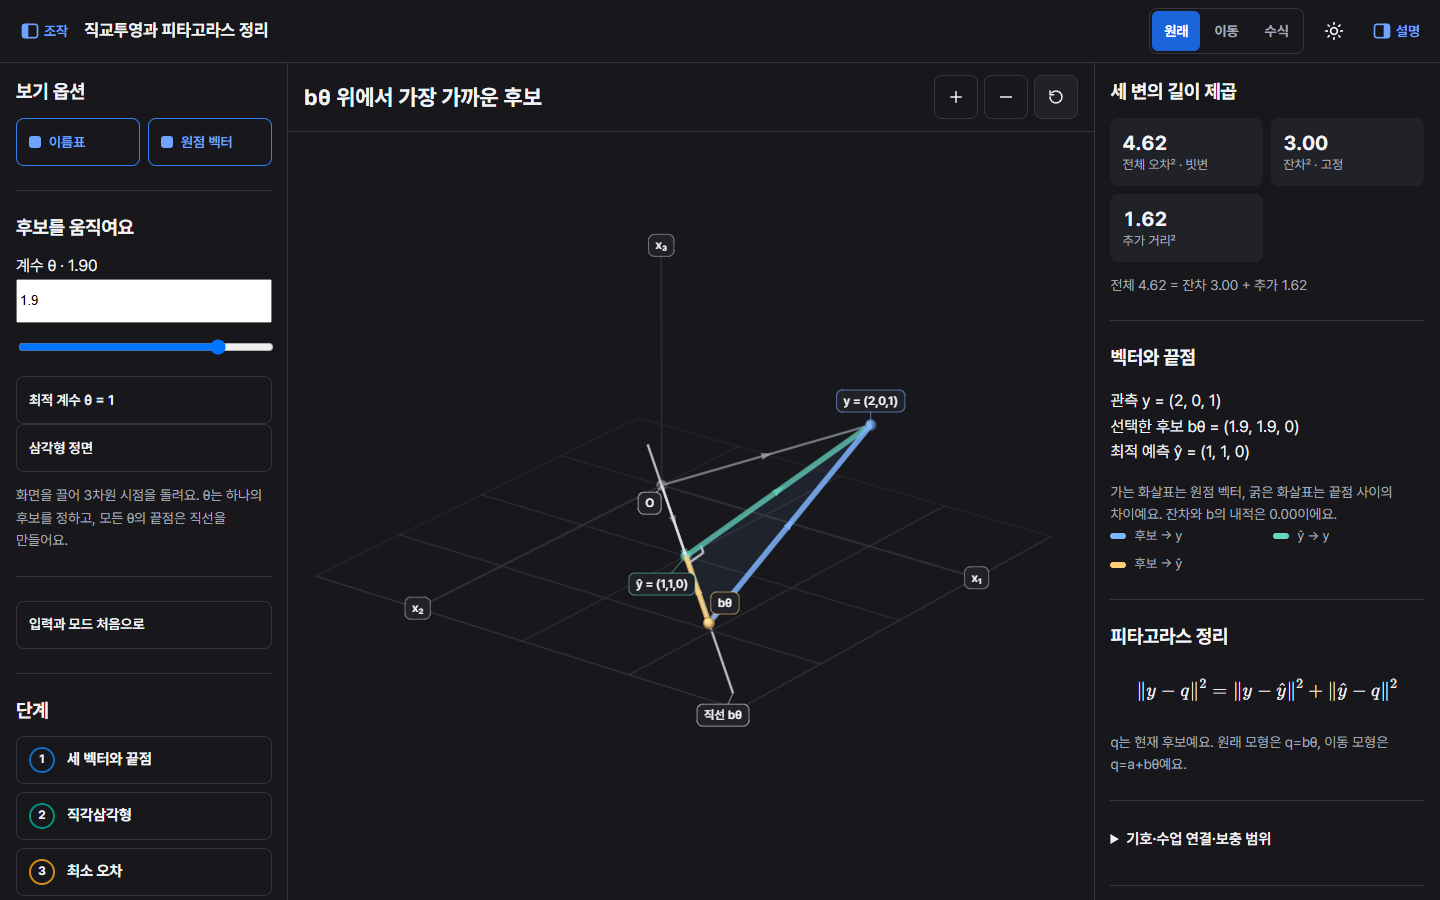 조작
직교투영과 피타고라스 정리
원래
이동
수식
설명
보기 옵션
이름표
원점 벡터
후보를 움직여요
계수 θ · 1.90
1.9
최적 계수 θ = 1
삼각형 정면
화면을 끌어 3차원 시점을 돌려요. θ는 하나의
후보를 정하고, 모든 θ의 끝점은 직선을
만들어요.
입력과 모드 처음으로
단계
1 세 벡터와 끝점
2 직각삼각형
3 최소 오차
bθ 위에서 가장 가까운 후보
x₃
y = (2,0,1)
O
ŷ = (1,1,0)
bθ
x₁
x₂
직선 bθ
세 변의 길이 제곱
4.62
전체 오차² · 빗변
3.00
잔차² · 고정
1.62
추가 거리²
전체 4.62 = 잔차 3.00 + 추가 1.62
벡터와 끝점
관측 y = (2, 0, 1)
선택한 후보 bθ = (1.9, 1.9, 0)
최적 예측 ŷ = (1, 1, 0)
가는 화살표는 원점 벡터, 굵은 화살표는 끝점 사이의
차이예요. 잔차와 b의 내적은 0.00이에요.
후보 → y
ŷ → y
후보 → ŷ
피타고라스 정리
‖y − q‖² = ‖y − ŷ‖² + ‖ŷ − q‖²
q는 현재 후보예요. 원래 모형은 q=bθ, 이동 모형은
q=a+bθ예요.
기호·수업 연결·보충 범위